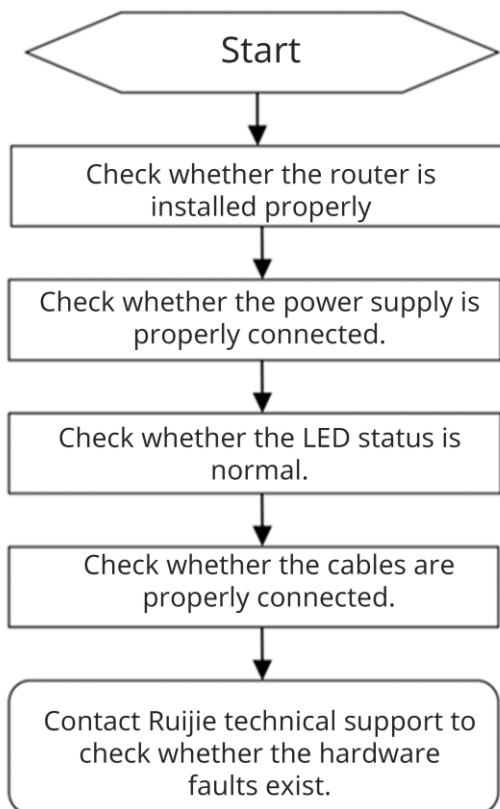 Start
Check whether the router is
installed properly
Check whether the power supply is
properly connected.
Check whether the LED status is
normal.
Check whether the cables are
properly connected.
Contact Ruijie technical support to
check whether the hardware
faults exist.